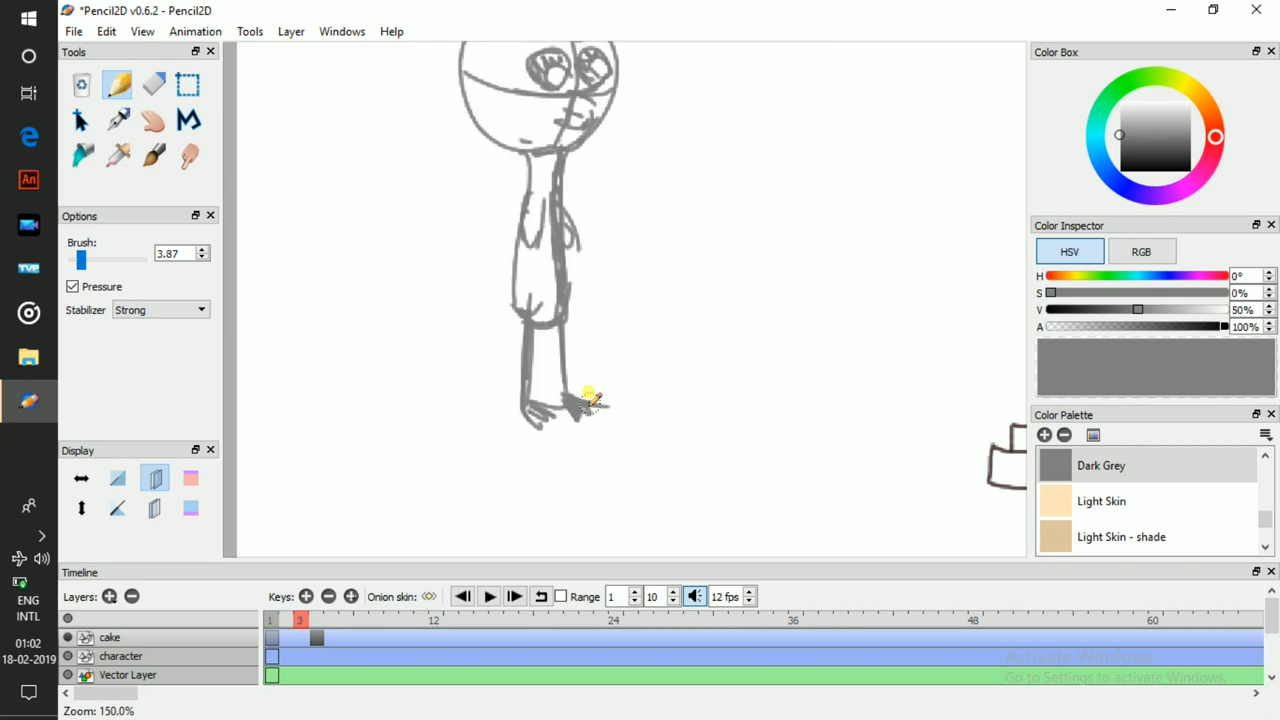 *Pencil2D v0.6.2 - Pencil2D
File Edit View Animation Tools Layer Windows Help
Tools
Color Box
Options
Brush:
3.87
Pressure
Stabilizer Strong
Color Inspector
HSV RGB
H 0°
S 0%
V 50%
A 100%
Color Palette
Dark Grey
Light Skin
Light Skin - shade
Display
An
TVP
Timeline
Layers: Keys: Onion skin: Range 1 10 12 fps
1 3 12 24 36 48 60
cake
character
Vector Layer
Activate Windows
Go to Settings to activate Windows.
Zoom: 150.0%
ENG
INTL
01:02
18-02-2019